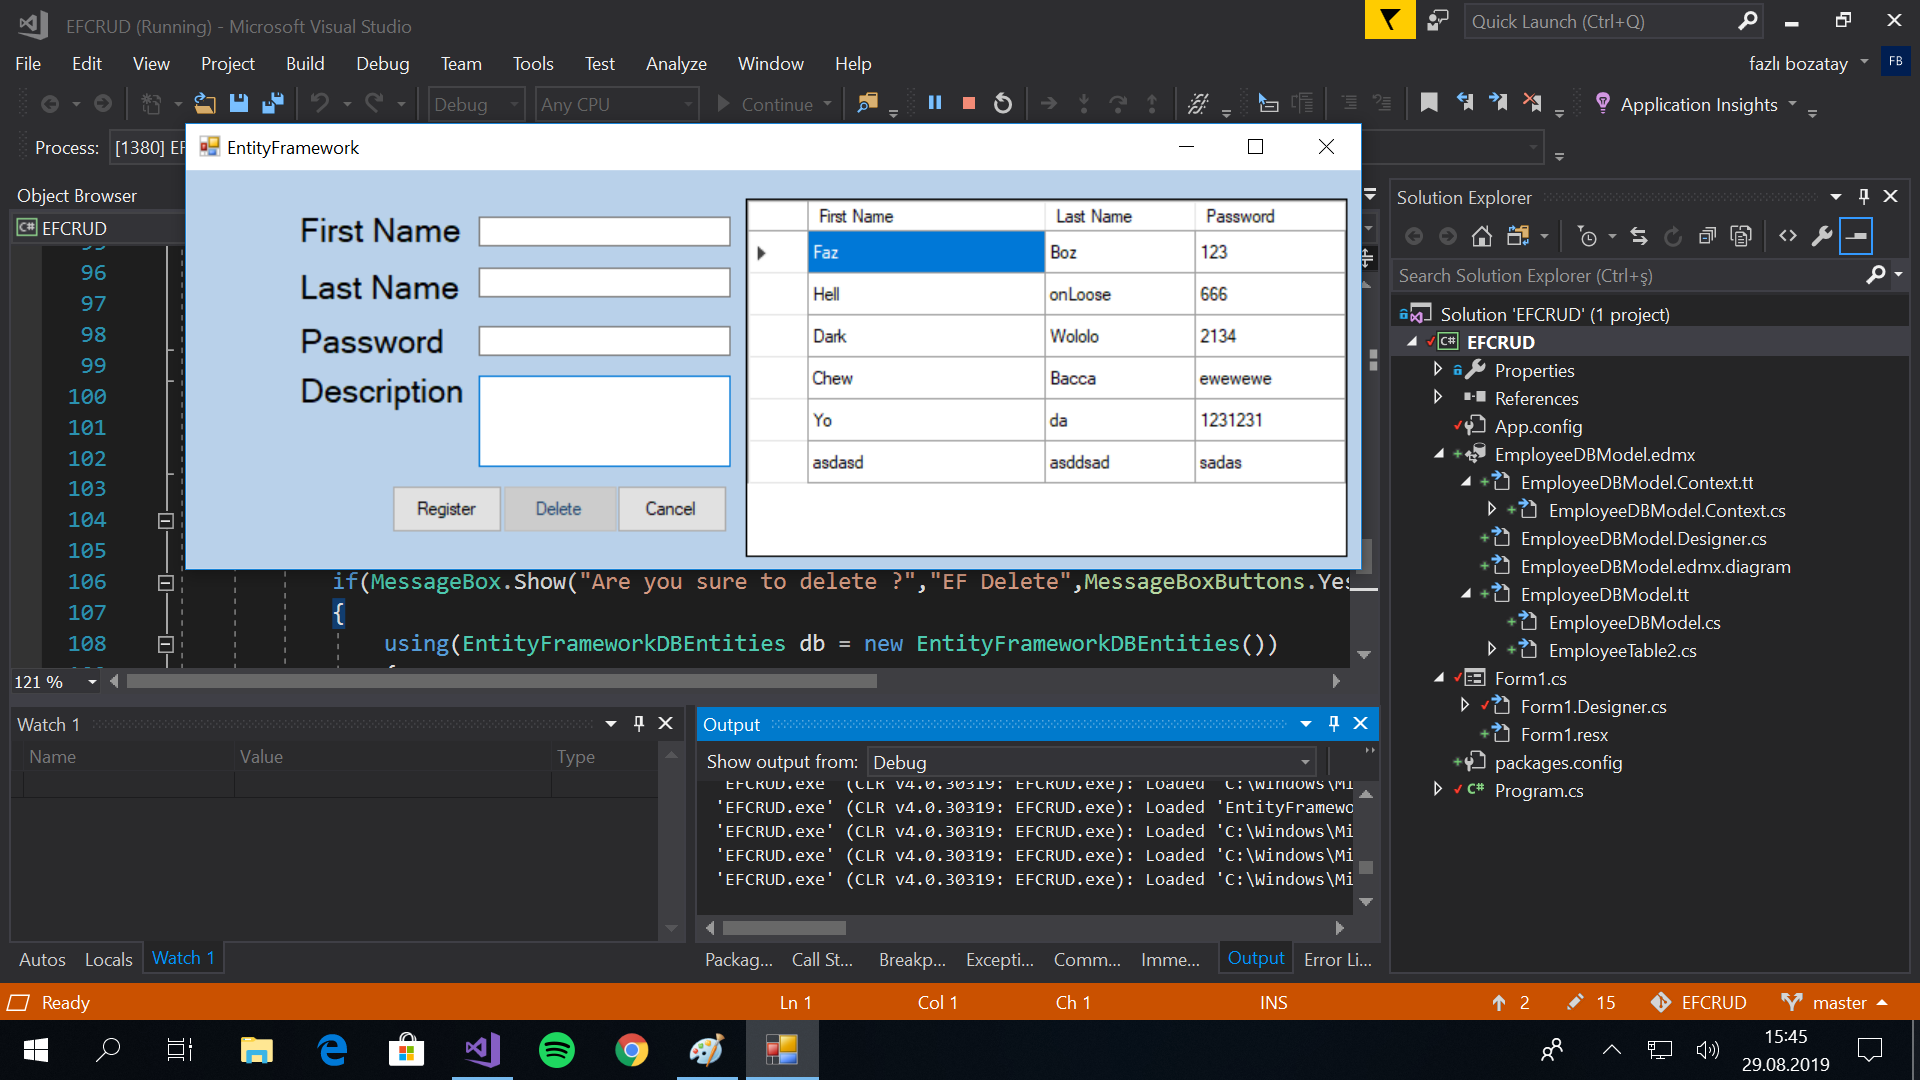 EFCRUD (Running) - Microsoft Visual Studio
Quick Launch (Ctrl+Q)
File Edit View Project Build Debug Team Tools Test Analyze Window Help
fazlı bozatay FB
Debug Any CPU Continue Application Insights
Process: [1380] EF
EntityFramework
Object Browser
EFCRUD
First Name
Last Name
Password
Description
Register Delete Cancel
First Name Last Name Password
Faz Boz 123
Hell onLoose 666
Dark Wololo 2134
Chew Bacca ewewewe
Yo da 1231231
asdasd asddsad sadas
96
97
98
99
100
101
102
103
104
105
106 if(MessageBox.Show("Are you sure to delete ?","EF Delete",MessageBoxButtons.Yes
107 {
108 using(EntityFrameworkDBEntities db = new EntityFrameworkDBEntities())
121 %
Watch 1
Name Value Type
Autos Locals Watch 1
Output
Show output from: Debug
'EFCRUD.exe' (CLR v4.0.30319: EFCRUD.exe): Loaded 'C:\Windows\Mi
'EFCRUD.exe' (CLR v4.0.30319: EFCRUD.exe): Loaded 'EntityFramewo
'EFCRUD.exe' (CLR v4.0.30319: EFCRUD.exe): Loaded 'C:\Windows\Mi
'EFCRUD.exe' (CLR v4.0.30319: EFCRUD.exe): Loaded 'C:\Windows\Mi
'EFCRUD.exe' (CLR v4.0.30319: EFCRUD.exe): Loaded 'C:\Windows\Mi
Packag... Call St... Breakp... Excepti... Comm... Imme... Output Error Li...
Solution Explorer
Search Solution Explorer (Ctrl+ş)
Solution 'EFCRUD' (1 project)
C# EFCRUD
Properties
References
App.config
EmployeeDBModel.edmx
EmployeeDBModel.Context.tt
EmployeeDBModel.Context.cs
EmployeeDBModel.Designer.cs
EmployeeDBModel.edmx.diagram
EmployeeDBModel.tt
EmployeeDBModel.cs
EmployeeTable2.cs
Form1.cs
Form1.Designer.cs
Form1.resx
packages.config
C# Program.cs
Ready Ln 1 Col 1 Ch 1 INS 2 15 EFCRUD master
15:45
29.08.2019